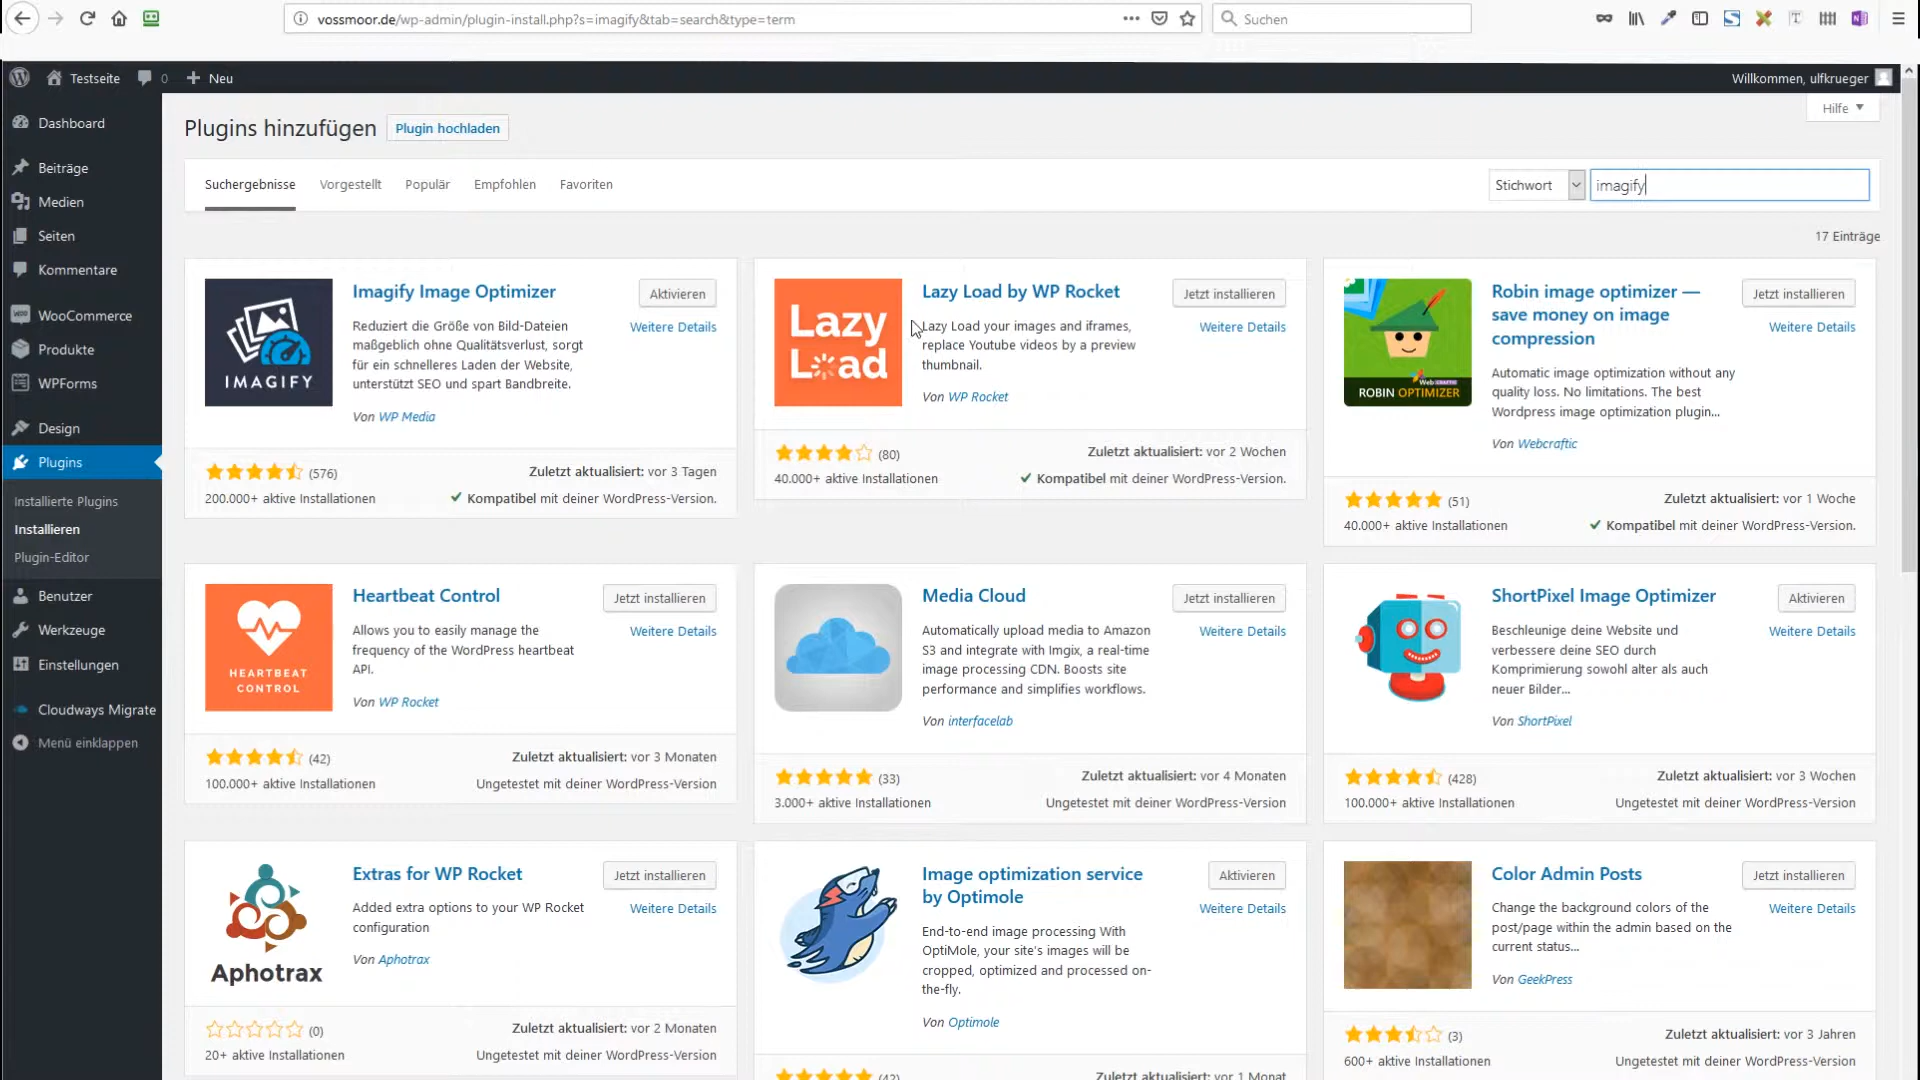 vossmoor.de/wp-admin/plugin-install.php?s=imagify&tab=search&type=term
Suchen
Testseite
0
Neu
Willkommen, ulfkrueger
Dashboard
Beiträge
Medien
Seiten
Kommentare
WooCommerce
Produkte
WPForms
Design
Plugins
Installierte Plugins
Installieren
Plugin-Editor
Benutzer
Werkzeuge
Einstellungen
Cloudways Migrate
Menü einklappen
Hilfe
Plugins hinzufügen
Plugin hochladen
Suchergebnisse
Vorgestellt
Populär
Empfohlen
Favoriten
Stichwort
imagify
17 Einträge
IMAGIFY
Imagify Image Optimizer
Aktivieren
Weitere Details
Reduziert die Größe von Bild-Dateien
maßgeblich ohne Qualitätsverlust, sorgt
für ein schnelleres Laden der Website,
unterstützt SEO und spart Bandbreite.
Von WP Media
(576)
200.000+ aktive Installationen
Zuletzt aktualisiert: vor 3 Tagen
Kompatibel mit deiner WordPress-Version.
Lazy
Load
Lazy Load by WP Rocket
Jetzt installieren
Weitere Details
Lazy Load your images and iframes,
replace Youtube videos by a preview
thumbnail.
Von WP Rocket
(80)
40.000+ aktive Installationen
Zuletzt aktualisiert: vor 2 Wochen
Kompatibel mit deiner WordPress-Version.
ROBIN OPTIMIZER
Robin image optimizer —
save money on image
compression
Jetzt installieren
Weitere Details
Automatic image optimization without any
quality loss. No limitations. The best
Wordpress image optimization plugin...
Von Webcraftic
(51)
40.000+ aktive Installationen
Zuletzt aktualisiert: vor 1 Woche
Kompatibel mit deiner WordPress-Version.
HEARTBEAT
CONTROL
Heartbeat Control
Jetzt installieren
Weitere Details
Allows you to easily manage the
frequency of the WordPress heartbeat
API.
Von WP Rocket
(42)
100.000+ aktive Installationen
Zuletzt aktualisiert: vor 3 Monaten
Ungetestet mit deiner WordPress-Version
Media Cloud
Jetzt installieren
Weitere Details
Automatically upload media to Amazon
S3 and integrate with Imgix, a real-time
image processing CDN. Boosts site
performance and simplifies workflows.
Von interfacelab
(33)
3.000+ aktive Installationen
Zuletzt aktualisiert: vor 4 Monaten
Ungetestet mit deiner WordPress-Version
ShortPixel Image Optimizer
Aktivieren
Weitere Details
Beschleunige deine Website und
verbessere deine SEO durch
Komprimierung sowohl alter als auch
neuer Bilder...
Von ShortPixel
(428)
100.000+ aktive Installationen
Zuletzt aktualisiert: vor 3 Wochen
Ungetestet mit deiner WordPress-Version
Aphotrax
Extras for WP Rocket
Jetzt installieren
Weitere Details
Added extra options to your WP Rocket
configuration
Von Aphotrax
(0)
20+ aktive Installationen
Zuletzt aktualisiert: vor 2 Monaten
Ungetestet mit deiner WordPress-Version
Image optimization service
by Optimole
Aktivieren
Weitere Details
End-to-end image processing With
OptiMole, your site's images will be
cropped, optimized and processed on-
the-fly.
Von Optimole
(42)
Zuletzt aktualisiert: vor 1 Monat
Color Admin Posts
Jetzt installieren
Weitere Details
Change the background colors of the
post/page within the admin based on the
current status...
Von GeekPress
(3)
600+ aktive Installationen
Zuletzt aktualisiert: vor 3 Jahren
Ungetestet mit deiner WordPress-Version